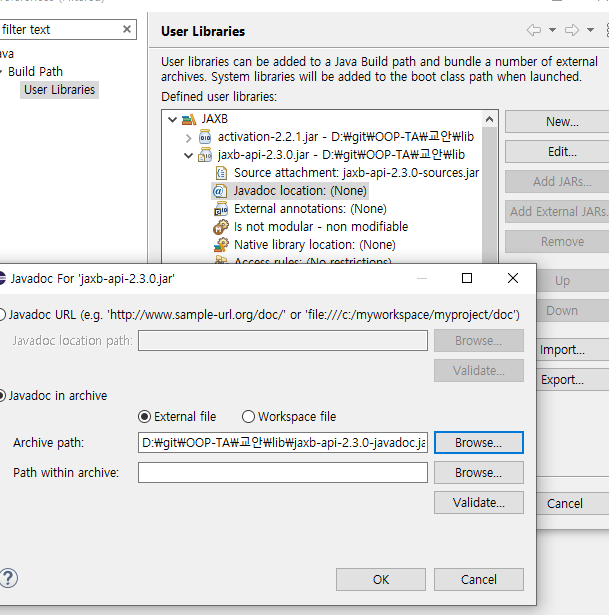 filter text
User Libraries
Build Path
User Libraries
User libraries can be added to a Java Build path and bundle a number of external
archives. System libraries will be added to the boot class path when launched.
Defined user libraries:
JAXB
activation-2.2.1.jar - D:₩git₩OOP-TA₩교안₩lib
jaxb-api-2.3.0.jar - D:₩git₩OOP-TA₩교안₩lib
Source attachment: jaxb-api-2.3.0-sources.jar
Javadoc location: (None)
External annotations: (None)
Is not modular - non modifiable
Native library location: (None)
Access rules: (No restrictions)
New...
Edit...
Add JARs...
Add External JARs.
Remove
Up
Down
Import...
Export...
Cancel
Javadoc For 'jaxb-api-2.3.0.jar'
Javadoc URL (e.g. 'http://www.sample-url.org/doc/' or 'file:///c:/myworkspace/myproject/doc')
Javadoc location path:
Browse...
Validate...
Javadoc in archive
External file Workspace file
Archive path: D:₩git₩OOP-TA₩교안₩lib₩jaxb-api-2.3.0-javadoc.ja Browse...
Path within archive: Browse...
Validate...
OK Cancel